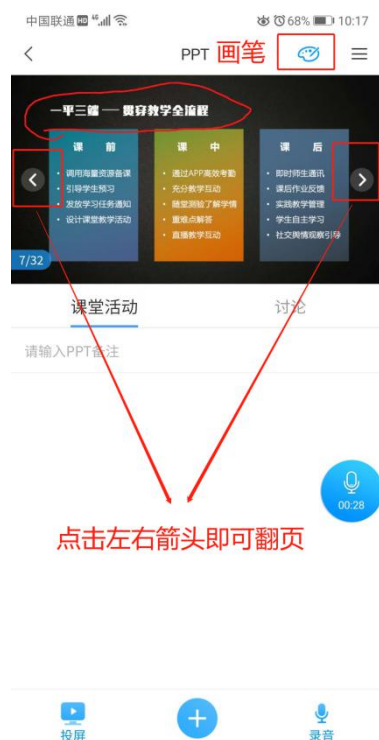 中国联通 HD 4G 68% 10:17
PPT 画笔
一平三端 — 贯穿教学全流程
课 前
· 调用海量资源备课
· 引导学生预习
· 发放学习任务通知
· 设计课堂教学活动
课 中
· 通过APP高效考勤
· 充分教学互动
· 随堂测验了解学情
· 重难点解答
· 直播教学互动
课 后
· 即时师生通讯
· 课后作业反馈
· 实践教学管理
· 学生自主学习
· 社交舆情观察引导
7/32
课堂活动 讨论
请输入PPT备注
00:28
点击左右箭头即可翻页
投屏 录音